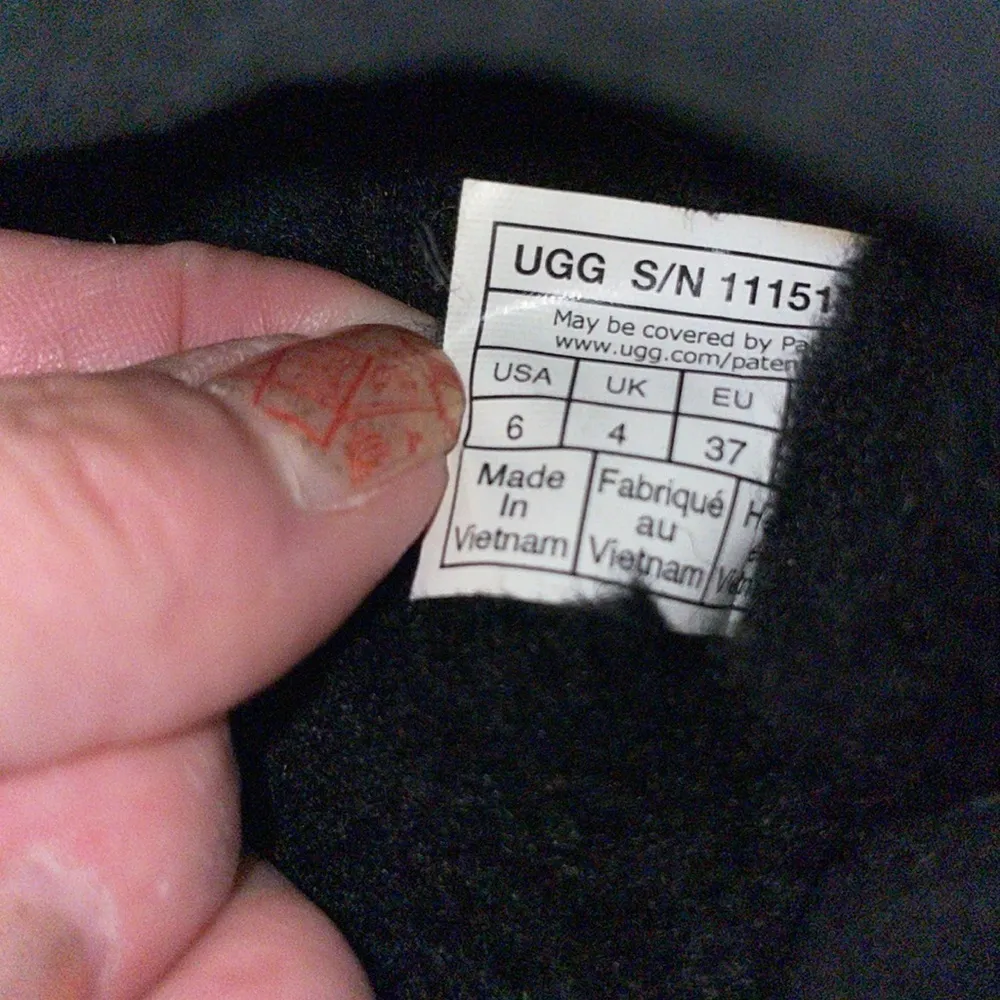 UGG S/N 11151
May be covered by Pa
www.ugg.com/paten
USA UK EU
6 4 37
Made Fabriqué H
In au
Vietnam Vietnam